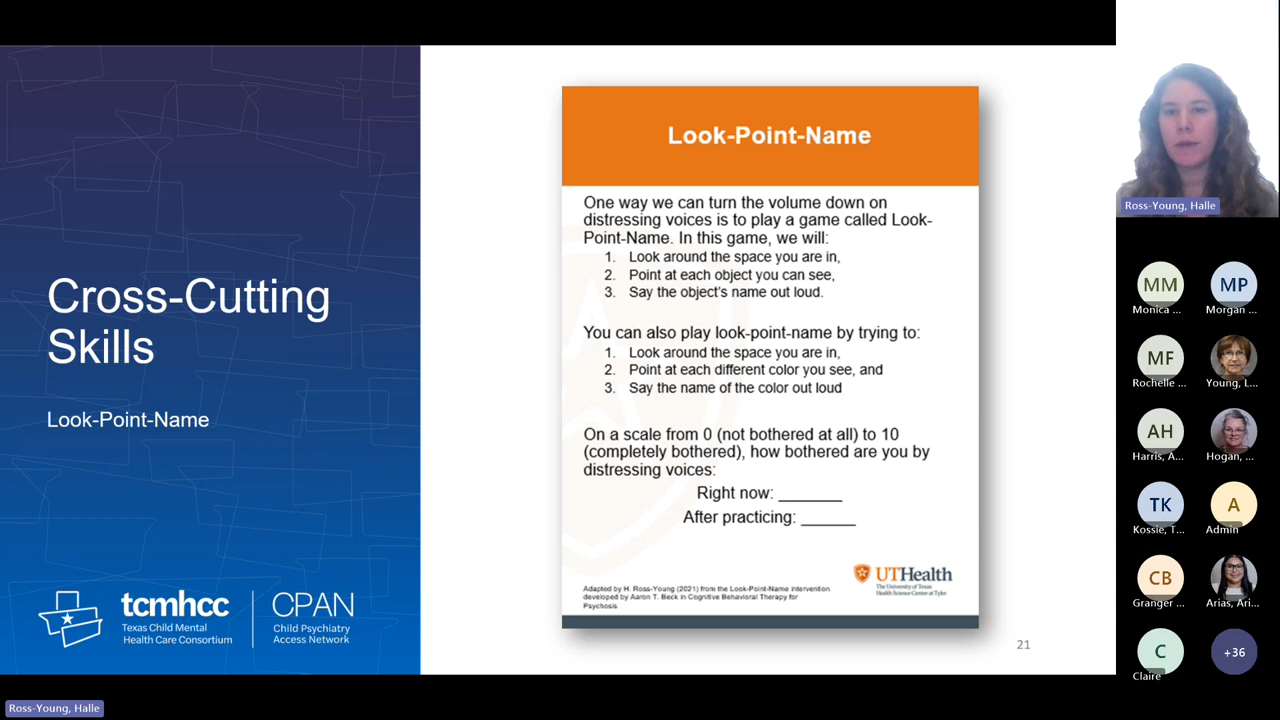 Cross-Cutting
Skills
Look-Point-Name
tcmhcc
Texas Child Mental
Health Care Consortium
CPAN
Child Psychiatry
Access Network
Look-Point-Name
One way we can turn the volume down on
distressing voices is to play a game called Look-
Point-Name. In this game, we will:
1. Look around the space you are in,
2. Point at each object you can see,
3. Say the object's name out loud.
You can also play look-point-name by trying to:
1. Look around the space you are in,
2. Point at each different color you see, and
3. Say the name of the color out loud
On a scale from 0 (not bothered at all) to 10
(completely bothered), how bothered are you by
distressing voices:
Right now: _______
After practicing: ______
Adapted by H. Ross-Young (2021) from the Look-Point-Name intervention
developed by Aaron T. Beck in Cognitive Behavioral Therapy for
Psychosis
UTHealth
The University of Texas
Health Science Center at Tyler
21
Ross-Young, Halle
MM
Monica ...
MP
Morgan ...
MF
Rochelle ...
Young, L...
AH
Harris, A...
Hogan, ...
TK
Kossie, T...
A
Admin
CB
Granger ...
Arias, Ari...
C
Claire
+36
Ross-Young, Halle